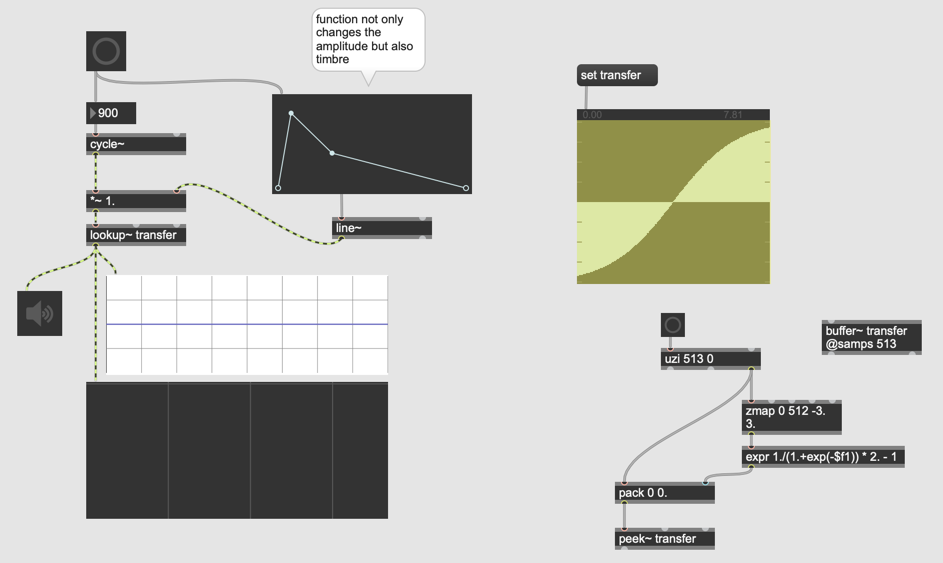 function not only
changes the
amplitude but also
timbre
set transfer
900
0.00
7.81
cycle~
*~ 1.
line~
lookup~ transfer
buffer~ transfer
@samps 513
uzi 513 0
zmap 0 512 -3.
3.
expr 1./(1.+exp(-$f1)) * 2. - 1
pack 0 0.
peek~ transfer